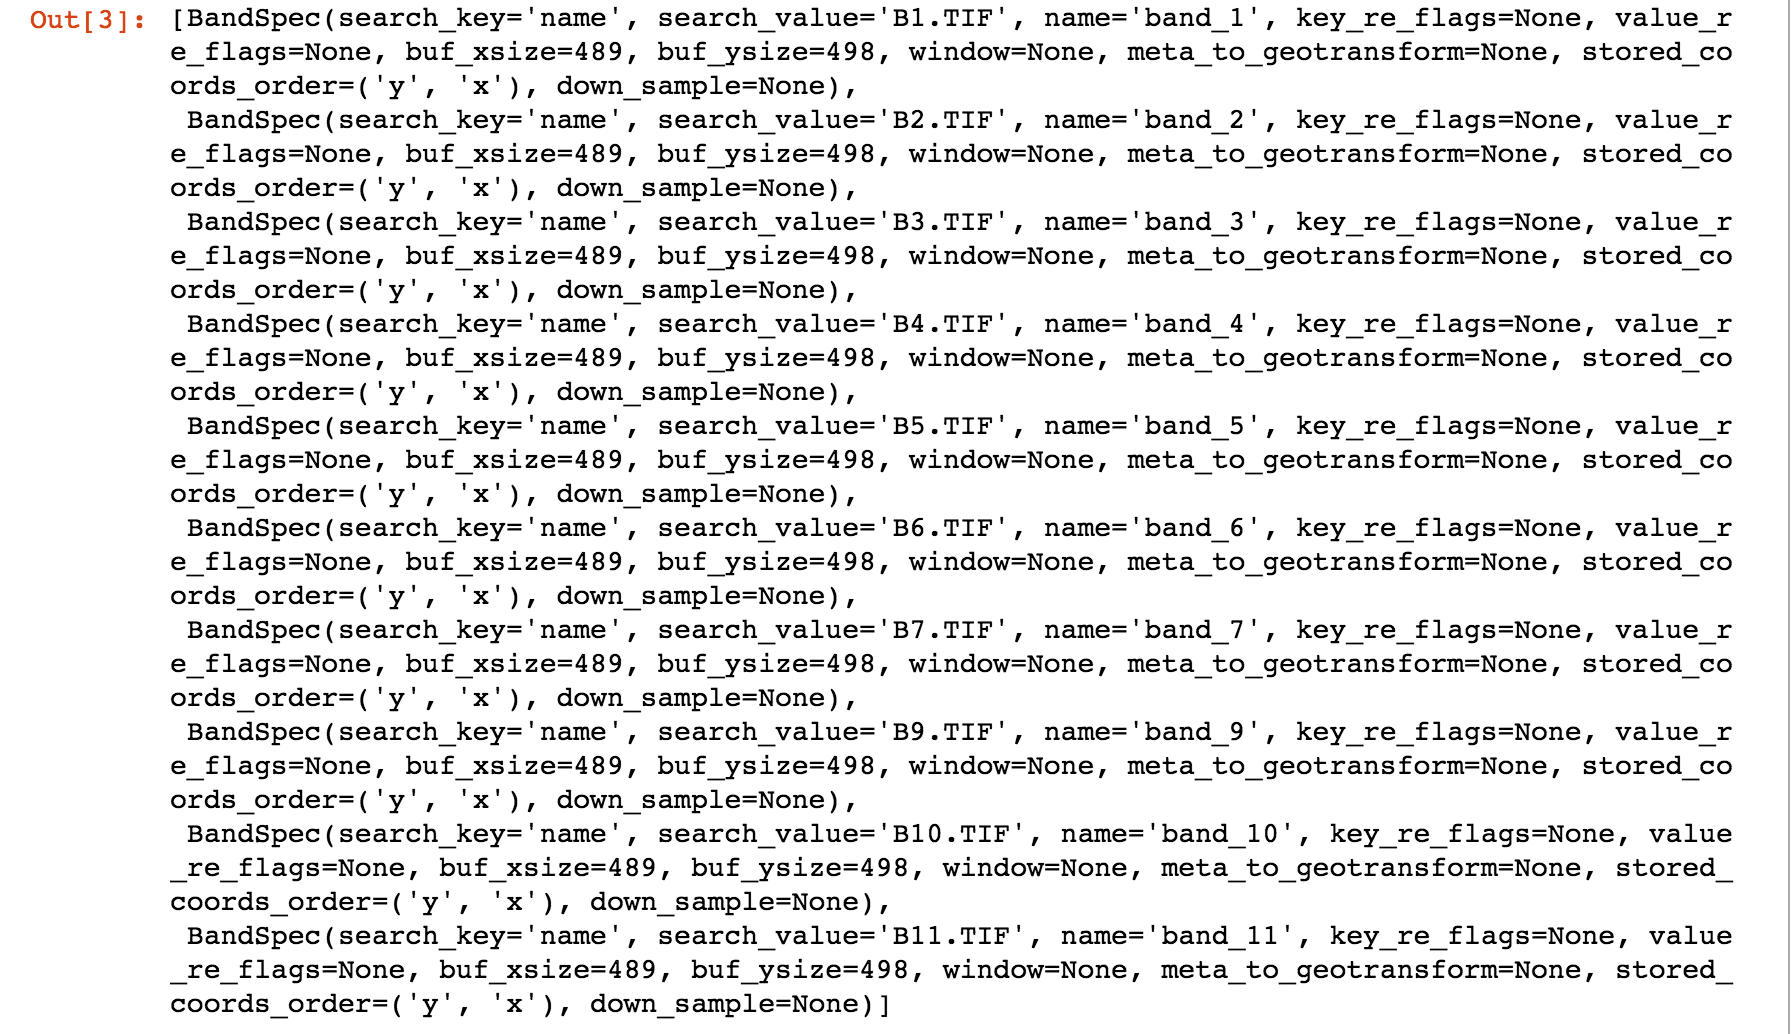 Out[3]: [BandSpec(search_key='name', search_value='B1.TIF', name='band_1', key_re_flags=None, value_r
e_flags=None, buf_xsize=489, buf_ysize=498, window=None, meta_to_geotransform=None, stored_co
ords_order=('y', 'x'), down_sample=None),
 BandSpec(search_key='name', search_value='B2.TIF', name='band_2', key_re_flags=None, value_r
e_flags=None, buf_xsize=489, buf_ysize=498, window=None, meta_to_geotransform=None, stored_co
ords_order=('y', 'x'), down_sample=None),
 BandSpec(search_key='name', search_value='B3.TIF', name='band_3', key_re_flags=None, value_r
e_flags=None, buf_xsize=489, buf_ysize=498, window=None, meta_to_geotransform=None, stored_co
ords_order=('y', 'x'), down_sample=None),
 BandSpec(search_key='name', search_value='B4.TIF', name='band_4', key_re_flags=None, value_r
e_flags=None, buf_xsize=489, buf_ysize=498, window=None, meta_to_geotransform=None, stored_co
ords_order=('y', 'x'), down_sample=None),
 BandSpec(search_key='name', search_value='B5.TIF', name='band_5', key_re_flags=None, value_r
e_flags=None, buf_xsize=489, buf_ysize=498, window=None, meta_to_geotransform=None, stored_co
ords_order=('y', 'x'), down_sample=None),
 BandSpec(search_key='name', search_value='B6.TIF', name='band_6', key_re_flags=None, value_r
e_flags=None, buf_xsize=489, buf_ysize=498, window=None, meta_to_geotransform=None, stored_co
ords_order=('y', 'x'), down_sample=None),
 BandSpec(search_key='name', search_value='B7.TIF', name='band_7', key_re_flags=None, value_r
e_flags=None, buf_xsize=489, buf_ysize=498, window=None, meta_to_geotransform=None, stored_co
ords_order=('y', 'x'), down_sample=None),
 BandSpec(search_key='name', search_value='B9.TIF', name='band_9', key_re_flags=None, value_r
e_flags=None, buf_xsize=489, buf_ysize=498, window=None, meta_to_geotransform=None, stored_co
ords_order=('y', 'x'), down_sample=None),
 BandSpec(search_key='name', search_value='B10.TIF', name='band_10', key_re_flags=None, value
_re_flags=None, buf_xsize=489, buf_ysize=498, window=None, meta_to_geotransform=None, stored_
coords_order=('y', 'x'), down_sample=None),
 BandSpec(search_key='name', search_value='B11.TIF', name='band_11', key_re_flags=None, value
_re_flags=None, buf_xsize=489, buf_ysize=498, window=None, meta_to_geotransform=None, stored_
coords_order=('y', 'x'), down_sample=None)]